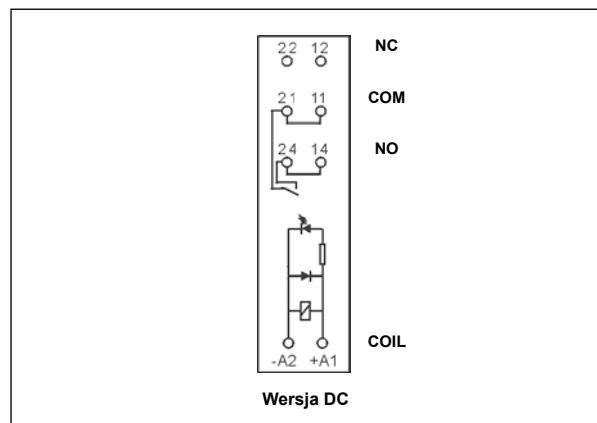 22 12 NC
21 11 COM
24 14 NO
-A2 +A1 COIL
Wersja DC